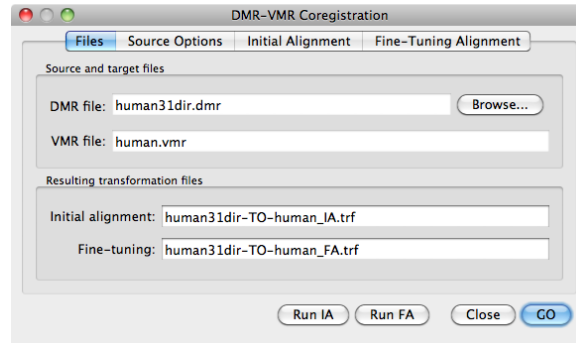 DMR-VMR Coregistration
Files Source Options Initial Alignment Fine-Tuning Alignment
Source and target files
DMR file: human31dir.dmr Browse...
VMR file: human.vmr
Resulting transformation files
Initial alignment: human31dir-TO-human_IA.trf
Fine-tuning: human31dir-TO-human_FA.trf
Run IA Run FA Close GO